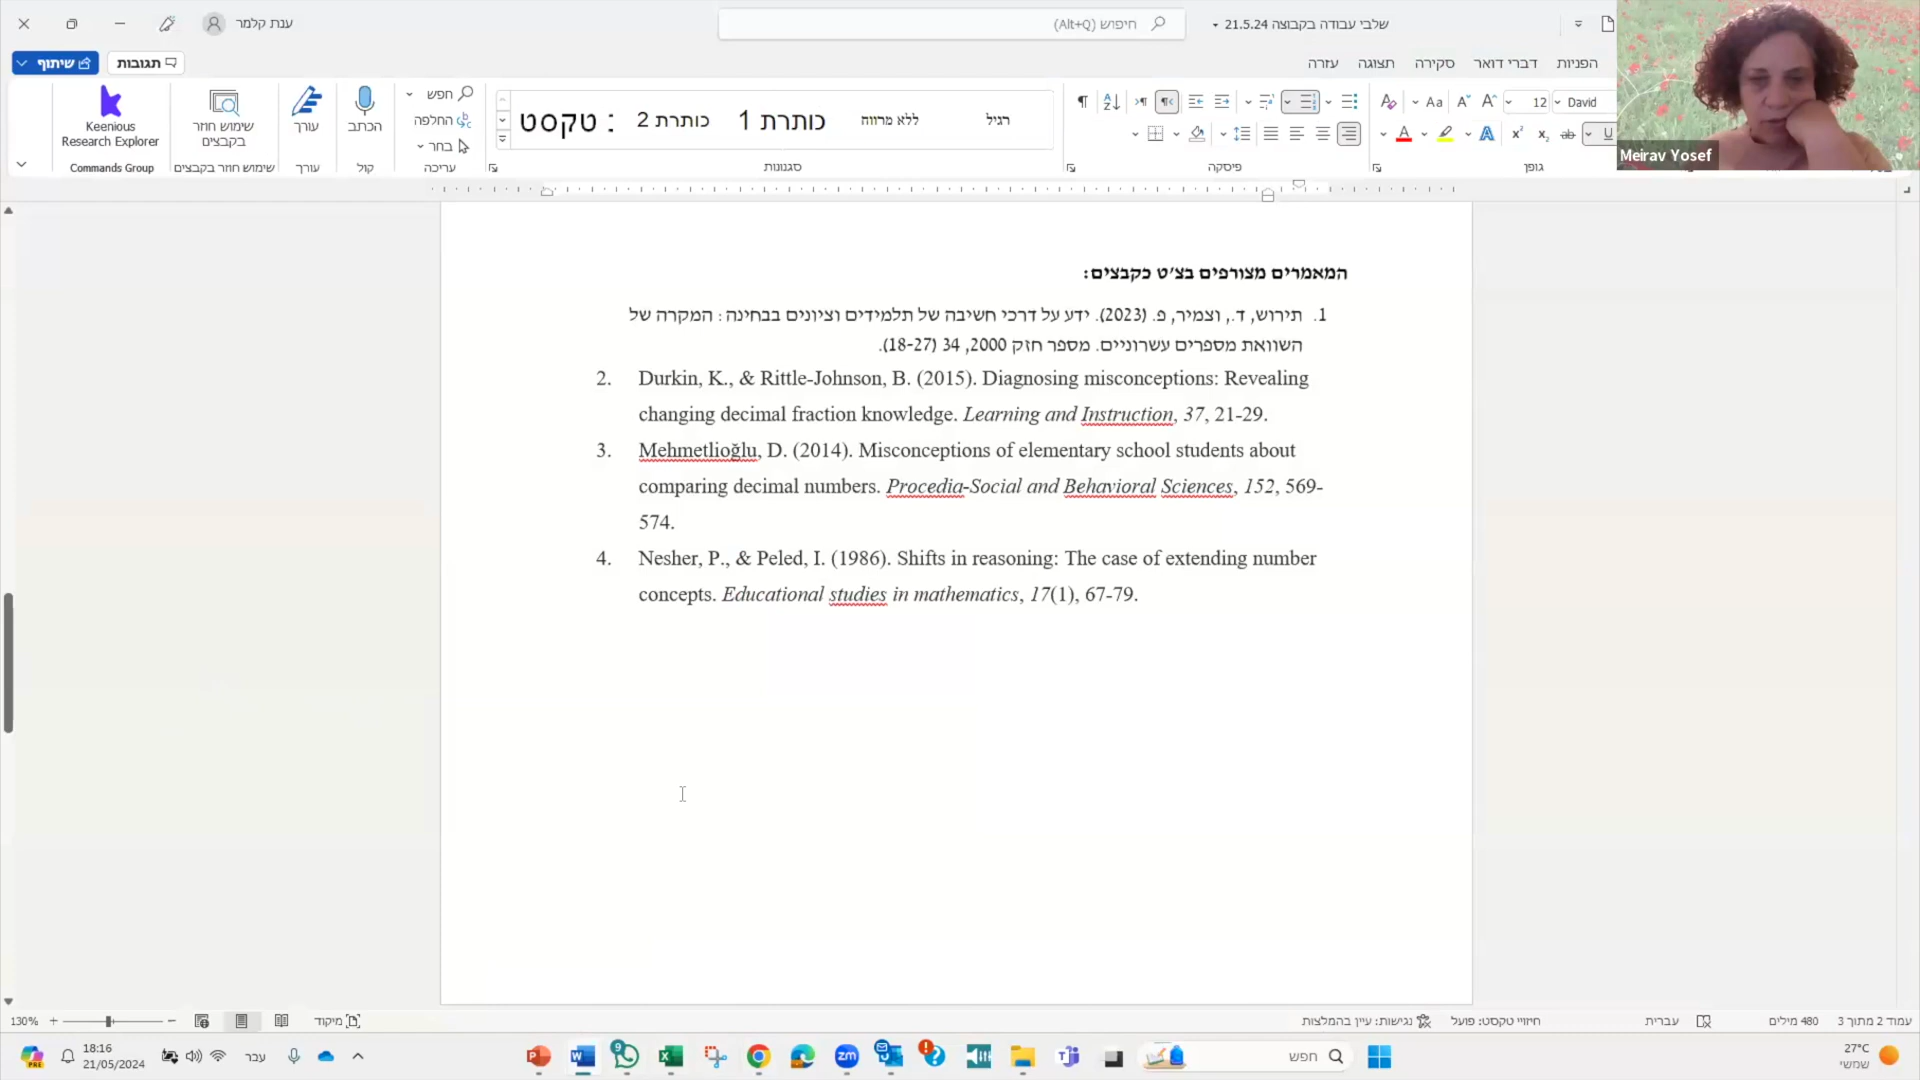 ענת קלמר
חיפוש (Alt+Q)
שלבי עבודה בקבוצה 21.5.24
שיתוף
תגובות
הפניות
דברי דואר
סקירה
תצוגה
עזרה
Keenious
Research Explorer
Commands Group
שימוש חוזר
בקבצים
שימוש חוזר בקבצים
עורך
עורך
הכתב
קול
חפש
החלפה
בחר
עריכה
רגיל
ללא מרווח
כותרת 1
כותרת 2
טקסט
סגנונות
פיסקה
David
12
Aa
גופן
Meirav Yosef
המאמרים מצורפים בצ'ט כקבצים:
1. תירוש, ד., וצמיר, פ. (2023). ידע על דרכי חשיבה של תלמידים וציונים בבחינה: המקרה של
השוואת מספרים עשרוניים. מספר חזק 2000, 34 (18-27).
2. Durkin, K., & Rittle-Johnson, B. (2015). Diagnosing misconceptions: Revealing
changing decimal fraction knowledge. Learning and Instruction, 37, 21-29.
3. Mehmetlioğlu, D. (2014). Misconceptions of elementary school students about
comparing decimal numbers. Procedia-Social and Behavioral Sciences, 152, 569-
574.
4. Nesher, P., & Peled, I. (1986). Shifts in reasoning: The case of extending number
concepts. Educational studies in mathematics, 17(1), 67-79.
עמוד 2 מתוך 3
480 מילים
עברית
חיזויי טקסט: פועל
נגישות: עיין בהמלצות
מיקוד
130%
18:16
21/05/2024
עבר
חפש
27°C
שמשי